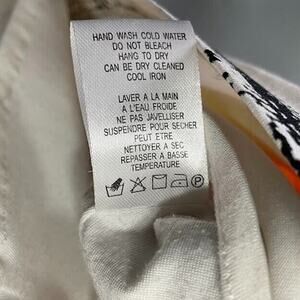 HAND WASH COLD WATER
DO NOT BLEACH
HANG TO DRY
CAN BE DRY CLEANED
COOL IRON
LAVER A LA MAIN
A L'EAU FROIDE
NE PAS JAVELLISER
SUSPENDRE POUR SECHER
PEUT ETRE
NETTOYER A SEC
REPASSER A BASSE
TEMPERATURE